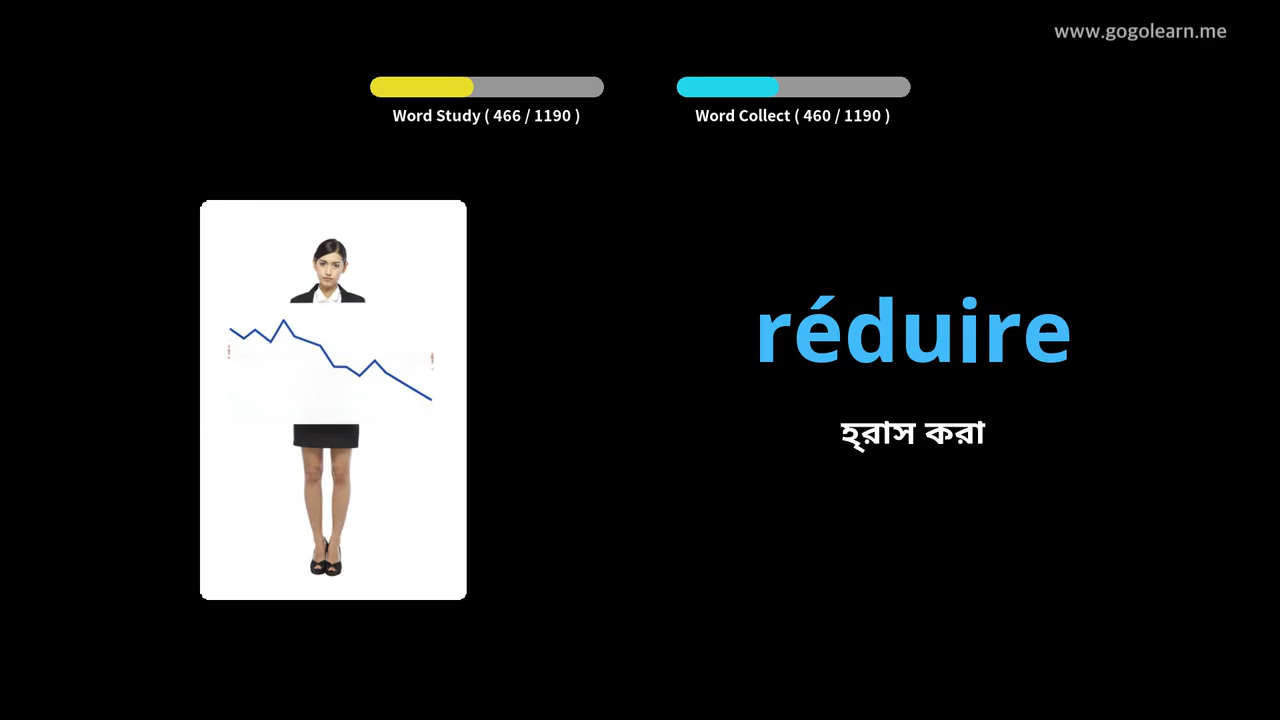 www.gogolearn.me
Word Study ( 466 / 1190 )
Word Collect ( 460 / 1190 )
réduire
হ্রাস করা